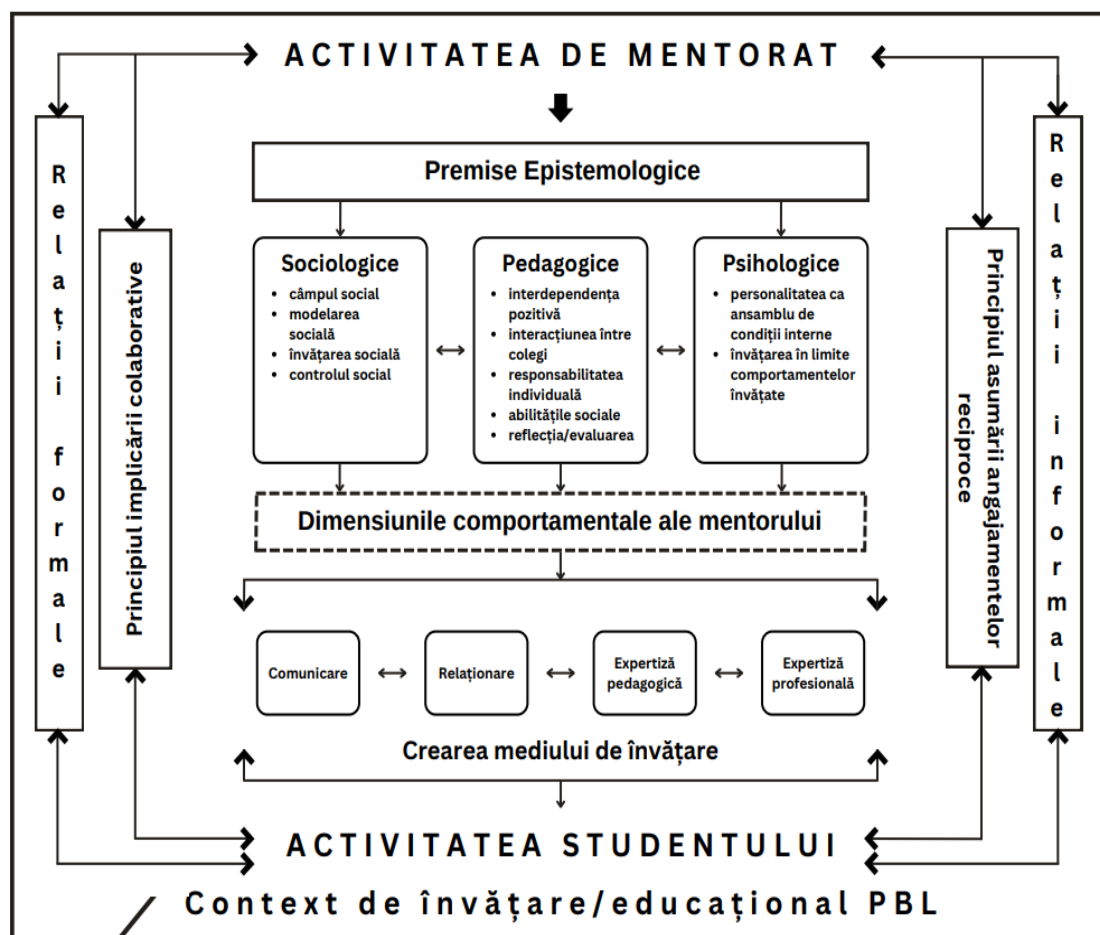 ACTIVITATEA DE MENTORAT
Relații formale
Principiul implicării colaborative
Premise Epistemologice
Sociologice
• câmpul social
• modelarea
socială
• învățarea socială
• controlul social
Pedagogice
• interdependența
pozitivă
• interacțiunea între
colegi
• responsabilitatea
individuală
• abilitățile sociale
• reflecția/evaluarea
Psihologice
• personalitatea ca
ansamblu de
condiții interne
• învățarea în limite
comportamentelor
învățate
Dimensiunile comportamentale ale mentorului
Comunicare
Relaționare
Expertiză
pedagogică
Expertiză
profesională
Crearea mediului de învățare
Principiul asumării angajamentelor
reciproce
Relații informale
ACTIVITATEA STUDENTULUI
Context de învățare/educațional PBL